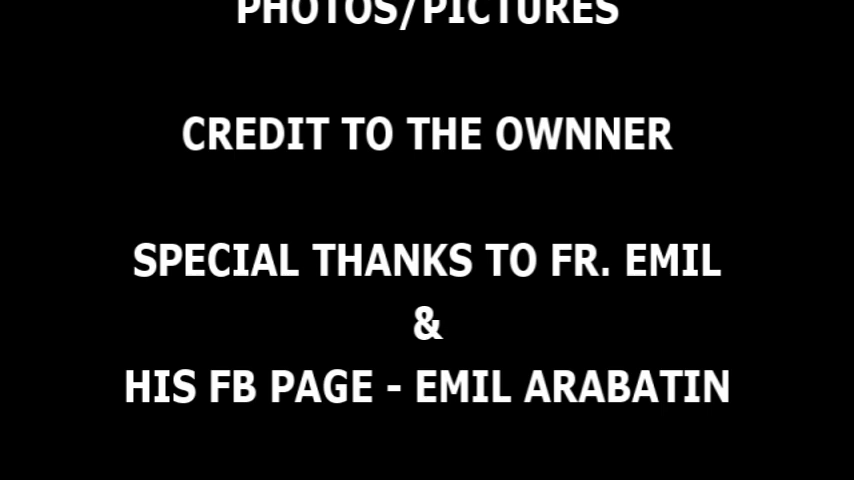 PHOTOS/PICTURES
CREDIT TO THE OWNNER
SPECIAL THANKS TO FR. EMIL
&
HIS FB PAGE - EMIL ARABATIN